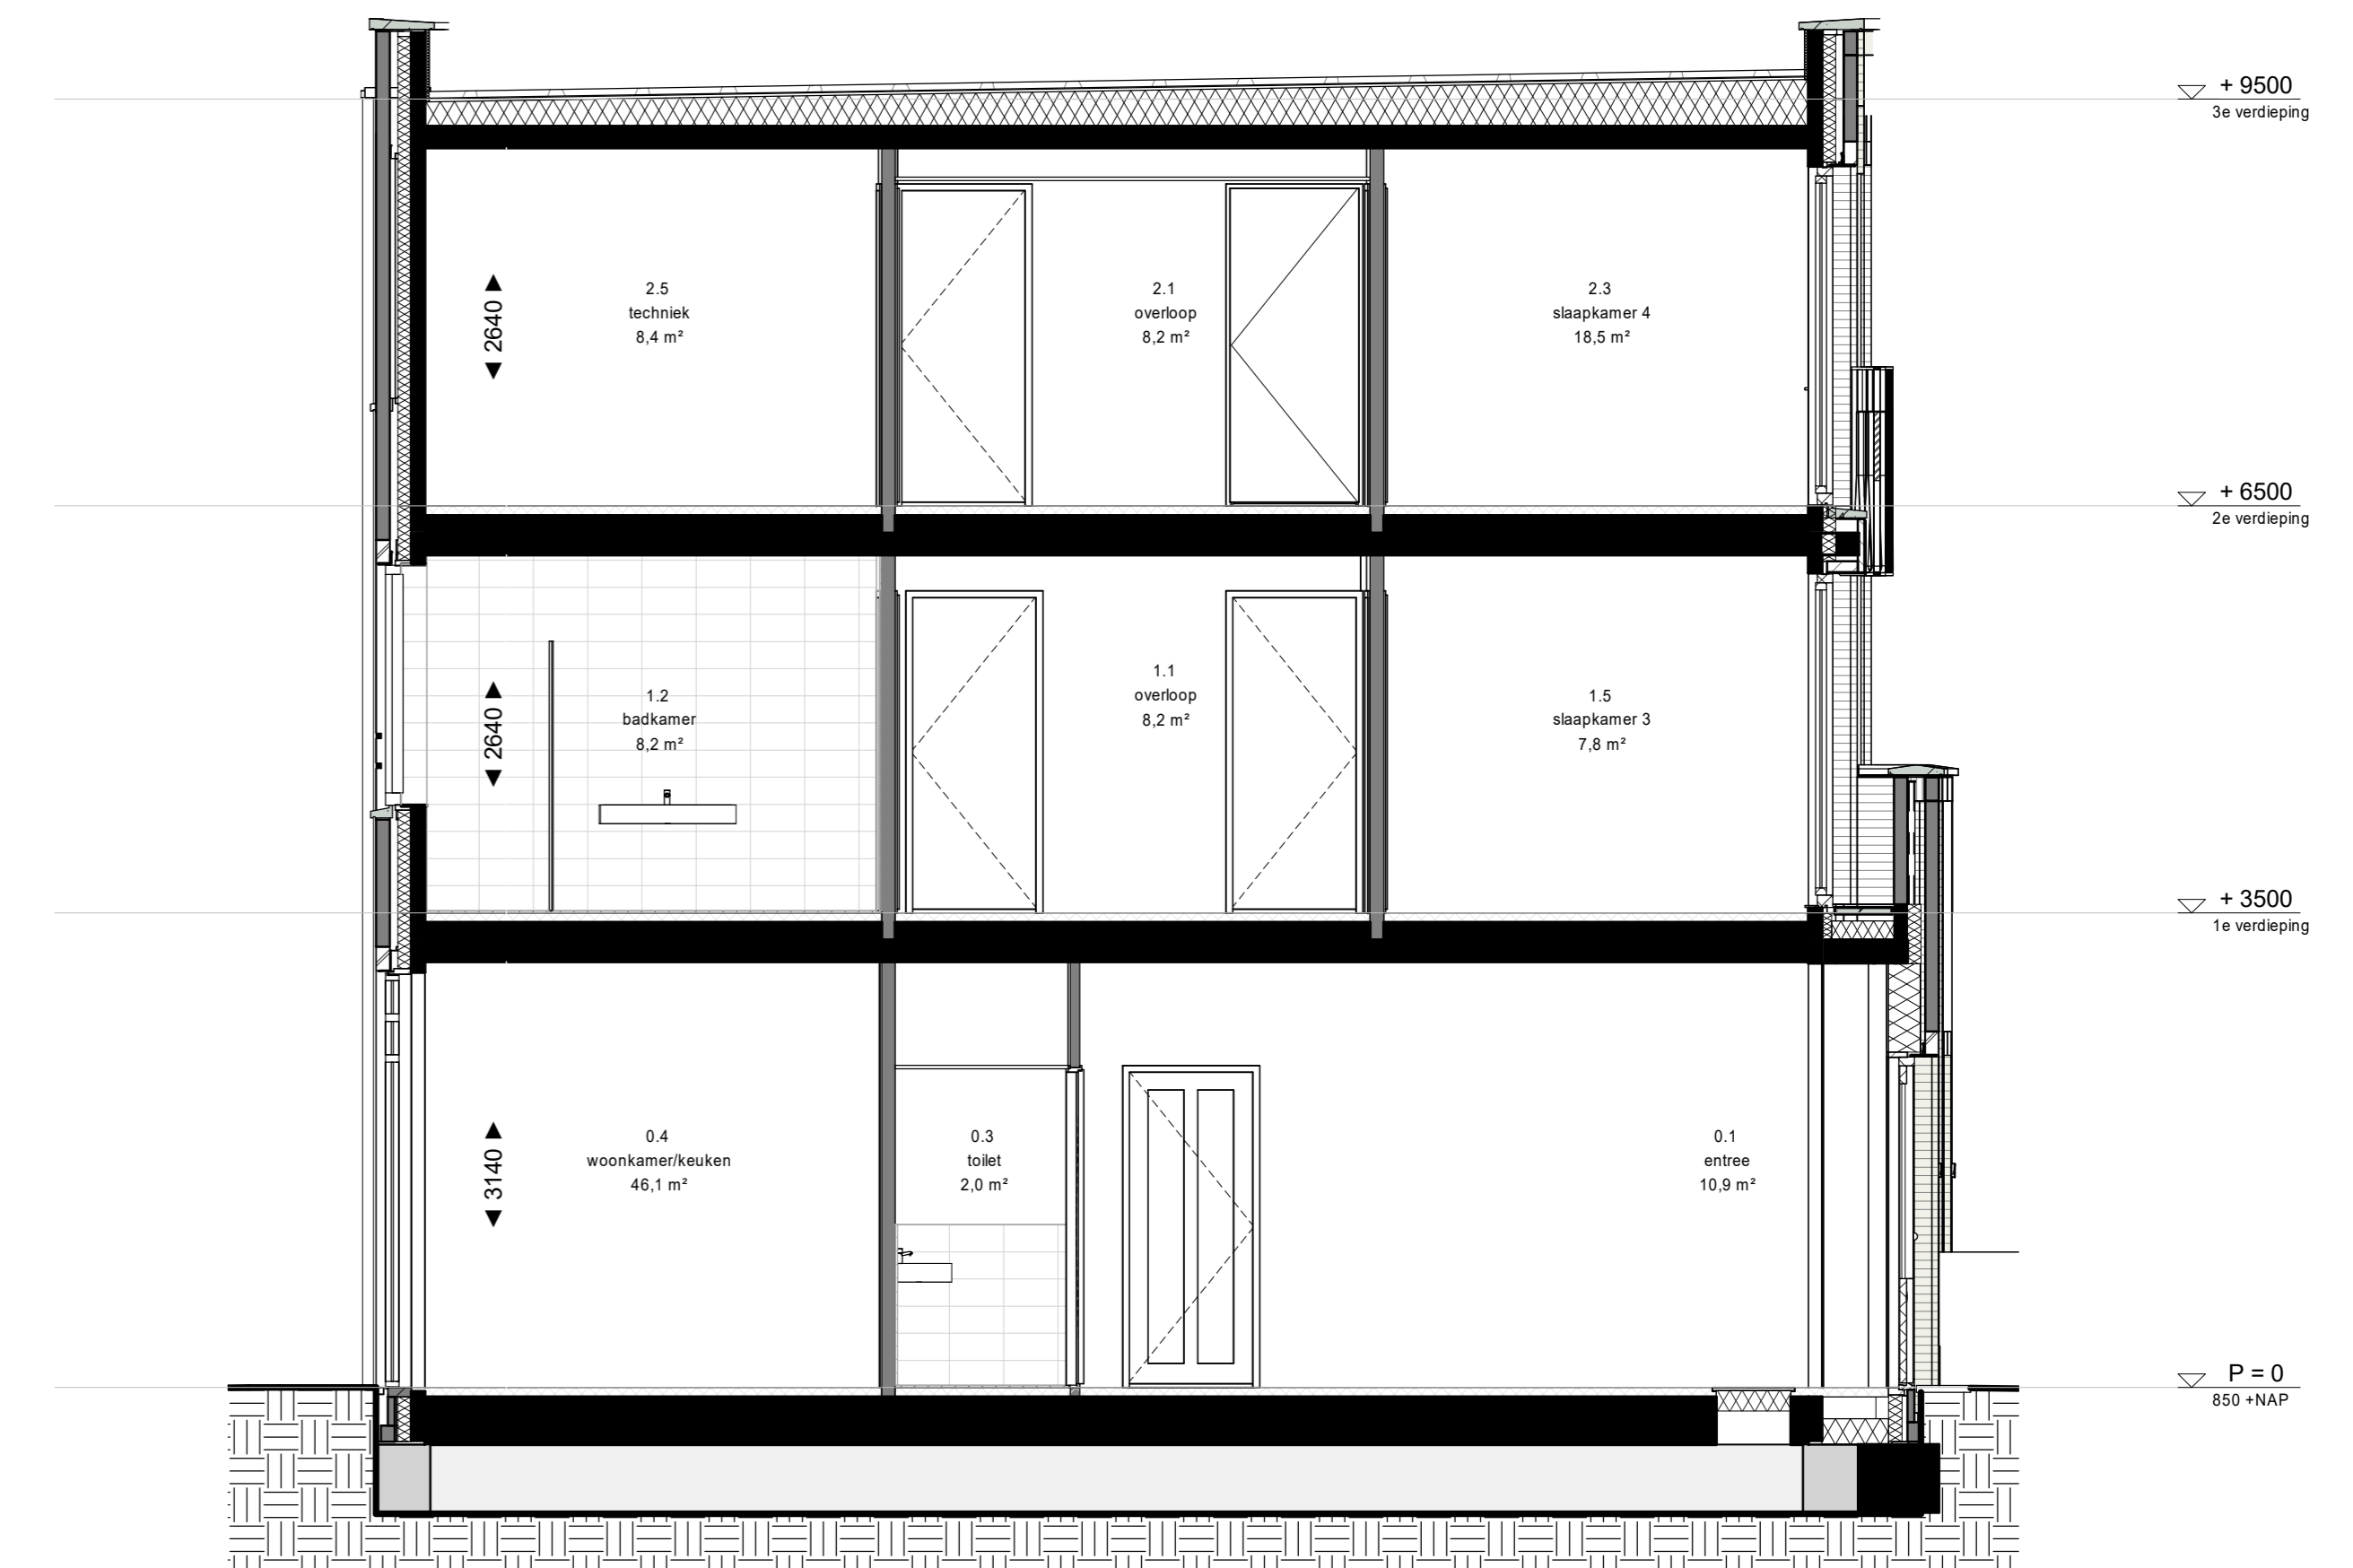 + 9500
3e verdieping
2.5
techniek
8,4 m²
2640
2.1
overloop
8,2 m²
2.3
slaapkamer 4
18,5 m²
+ 6500
2e verdieping
1.2
badkamer
8,2 m²
2640
1.1
overloop
8,2 m²
1.5
slaapkamer 3
7,8 m²
+ 3500
1e verdieping
0.4
woonkamer/keuken
46,1 m²
3140
0.3
toilet
2,0 m²
0.1
entree
10,9 m²
P = 0
850 +NAP